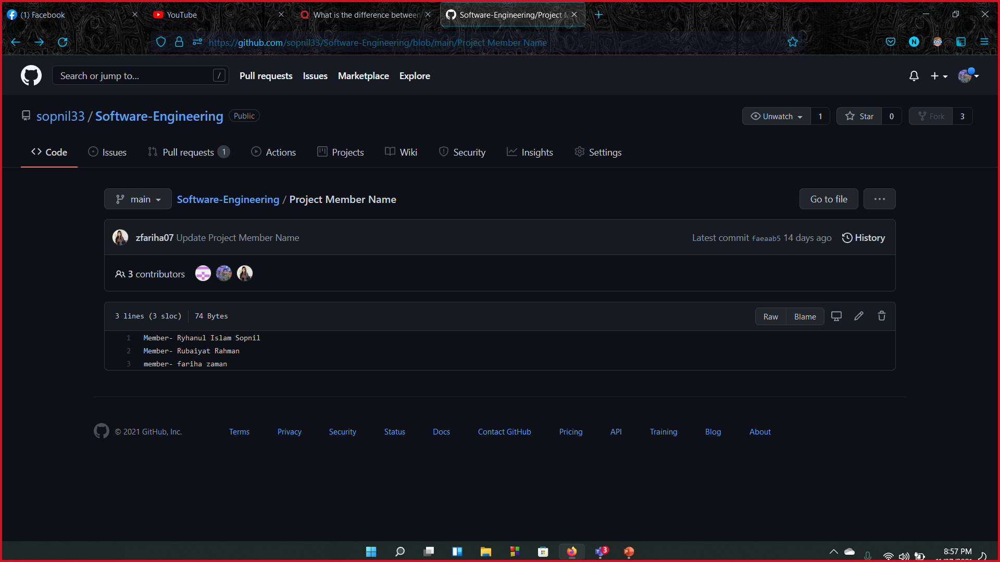 (1) Facebook
YouTube
What is the difference between
Software-Engineering/Project
https://github.com/sopnil33/Software-Engineering/blob/main/Project Member Name
N
Search or jump to...
/
Pull requests
Issues
Marketplace
Explore
sopnil33 / Software-Engineering
Public
Unwatch
1
Star
0
Fork
3
Code
Issues
Pull requests 1
Actions
Projects
Wiki
Security
Insights
Settings
main
Software-Engineering / Project Member Name
Go to file
zfariha07 Update Project Member Name
Latest commit faeaab5 14 days ago
History
3 contributors
3 lines (3 sloc)
74 Bytes
Raw
Blame
1 Member- Ryhanul Islam Sopnil
2 Member- Rubaiyat Rahman
3 member- fariha zaman
© 2021 GitHub, Inc.
Terms
Privacy
Security
Status
Docs
Contact GitHub
Pricing
API
Training
Blog
About
3
8:57 PM